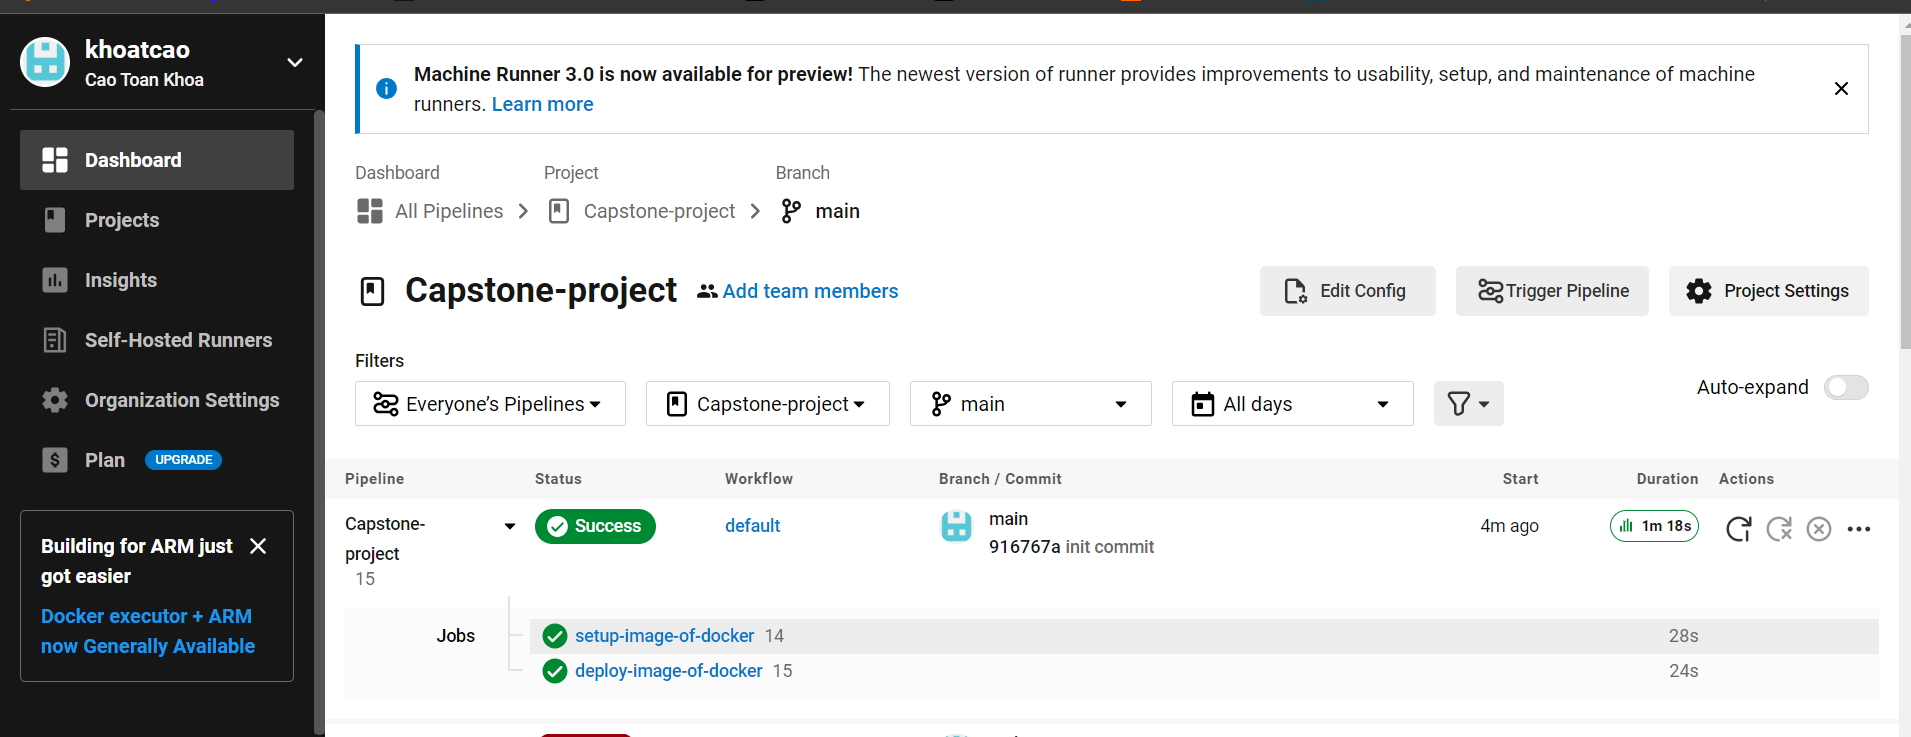 khoatcao
Cao Toan Khoa
Dashboard
Projects
Insights
Self-Hosted Runners
Organization Settings
Plan UPGRADE
Building for ARM just
got easier
Docker executor + ARM
now Generally Available
Machine Runner 3.0 is now available for preview! The newest version of runner provides improvements to usability, setup, and maintenance of machine
runners. Learn more
Dashboard Project Branch
All Pipelines Capstone-project main
Capstone-project Add team members Edit Config Trigger Pipeline Project Settings
Filters
Everyone’s Pipelines Capstone-project main All days Auto-expand
Pipeline Status Workflow Branch / Commit Start Duration Actions
Capstone-
project
15
Success default main 4m ago 1m 18s
916767a init commit
Jobs setup-image-of-docker 14 28s
deploy-image-of-docker 15 24s